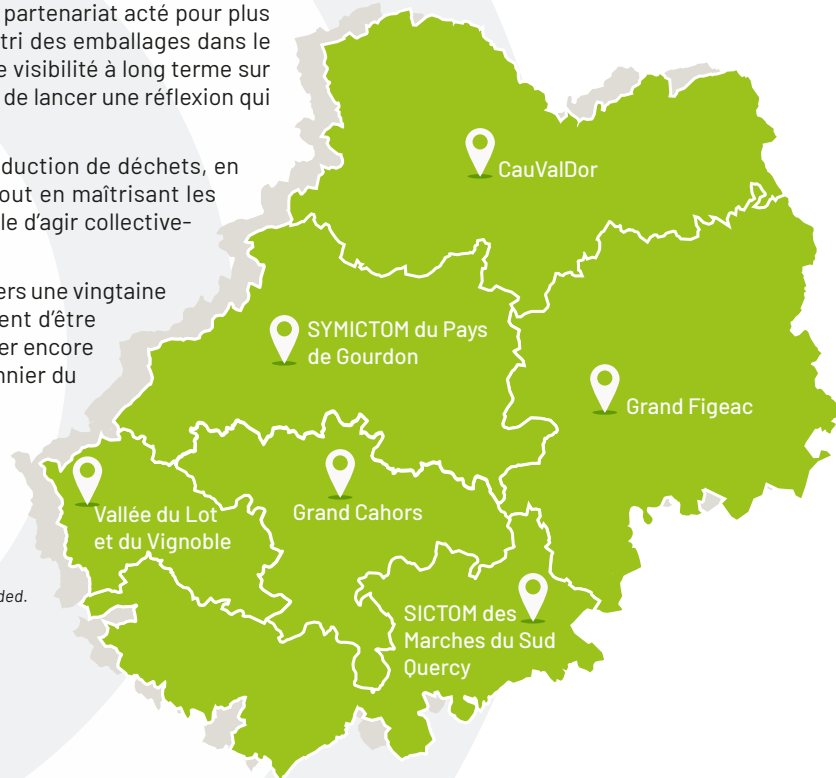 partenariat acté pour plus
tri des emballages dans le
visibilité à long terme sur
de lancer une réflexion qui
duction de déchets, en
out en maîtrisant les
le d'agir collective-
ers une vingtaine
ent d'être
er encore
nnier du
ded.
CauValDor
SYMICTOM du Pays
de Gourdon
Grand Figeac
Vallée du Lot
et du Vignoble
Grand Cahors
SICTOM des
Marches du Sud
Quercy